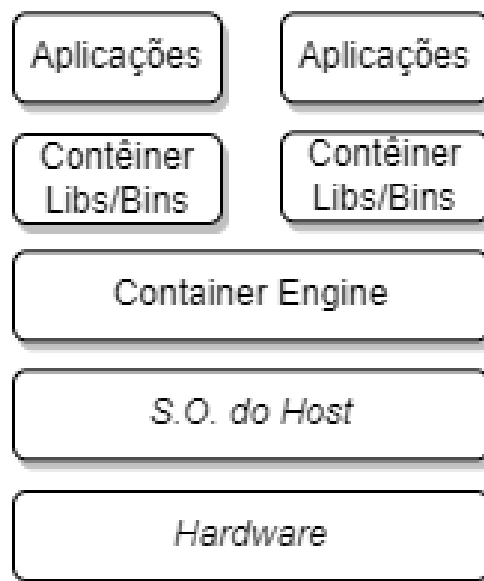 Aplicações
Aplicações
Contêiner
Libs/Bins
Contêiner
Libs/Bins
Container Engine
S.O. do Host
Hardware